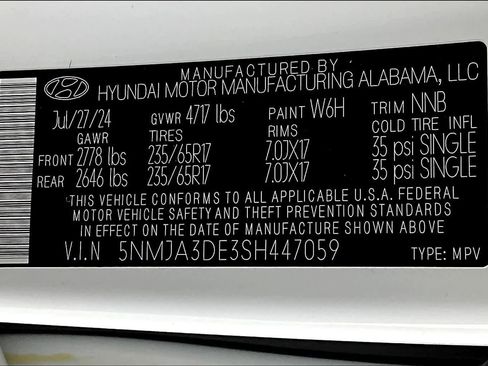 MANUFACTURED BY
HYUNDAI MOTOR MANUFACTURING ALABAMA, LLC
Jul/27/24 GVWR 4717 lbs PAINT W6H TRIM NNB
GAWR TIRES RIMS COLD TIRE INFL
FRONT 2778 lbs 235/65R17 7.0JX17 35 psi SINGLE
REAR 2646 lbs 235/65R17 7.0JX17 35 psi SINGLE
THIS VEHICLE CONFORMS TO ALL APPLICABLE U.S.A. FEDERAL
MOTOR VEHICLE SAFETY AND THEFT PREVENTION STANDARDS
IN EFFECT ON THE DATE OF MANUFACTURE SHOWN ABOVE
V.I.N 5NMJA3DE3SH447059 TYPE: MPV